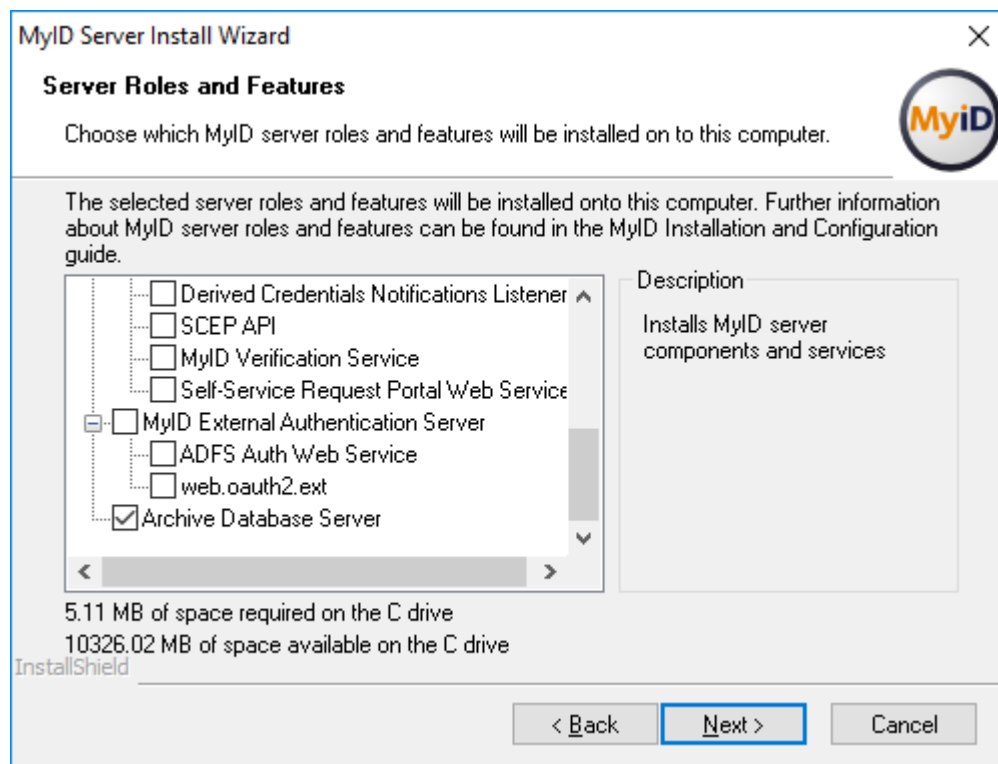 MyID Server Install Wizard
Server Roles and Features
Choose which MyID server roles and features will be installed on to this computer.
MyiD
The selected server roles and features will be installed onto this computer. Further information
about MyID server roles and features can be found in the MyID Installation and Configuration
guide.
Derived Credentials Notifications Listener
SCEP API
MyID Verification Service
Self-Service Request Portal Web Service
MyID External Authentication Server
ADFS Auth Web Service
web.oauth2.ext
Archive Database Server
Description
Installs MyID server
components and services
5.11 MB of space required on the C drive
10326.02 MB of space available on the C drive
InstallShield
< Back
Next >
Cancel